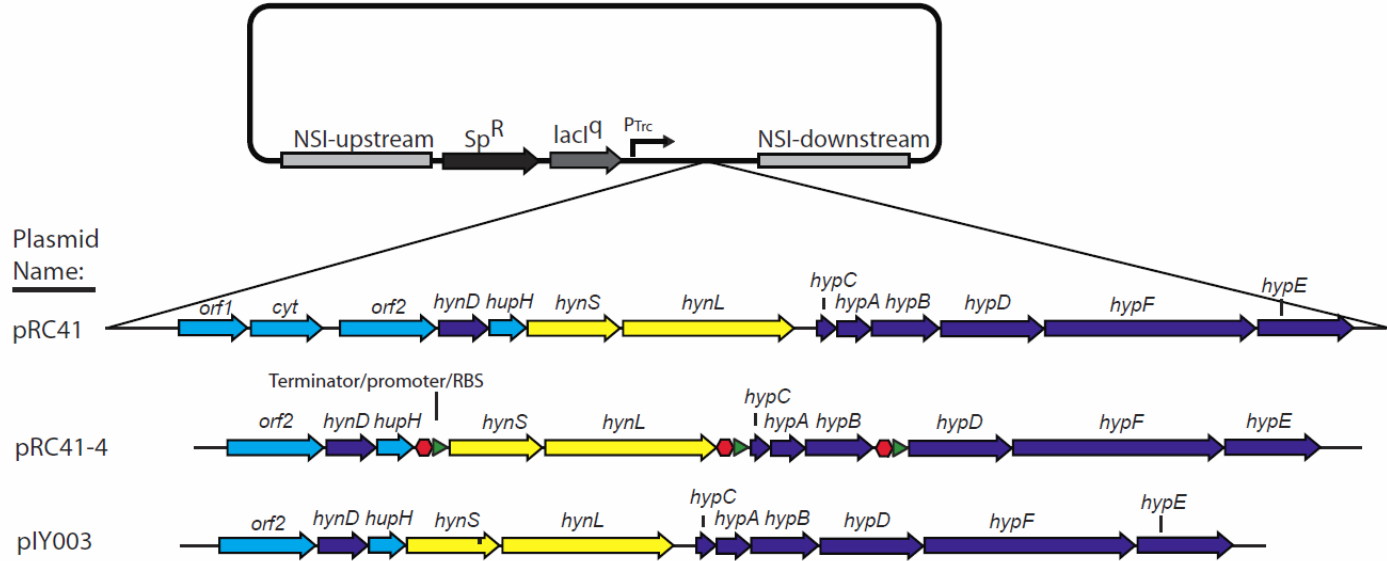 NSI-upstream SpR lacIq PTrc NSI-downstream
Plasmid
Name:
hypC
orf1 cyt orf2 hynD hupH hynS hynL hypA hypB hypD hypF hypE
pRC41
Terminator/promoter/RBS
hypC
orf2 hynD hupH hynS hynL hypA hypB hypD hypF hypE
pRC41-4
hypC
orf2 hynD hupH hynS hynL hypA hypB hypD hypF hypE
pIY003